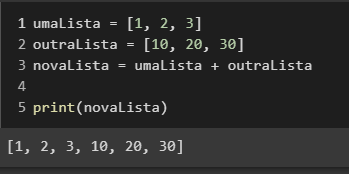 1 umaLista = [1, 2, 3]
2 outraLista = [10, 20, 30]
3 novaLista = umaLista + outraLista
4
5 print(novaLista)
[1, 2, 3, 10, 20, 30]